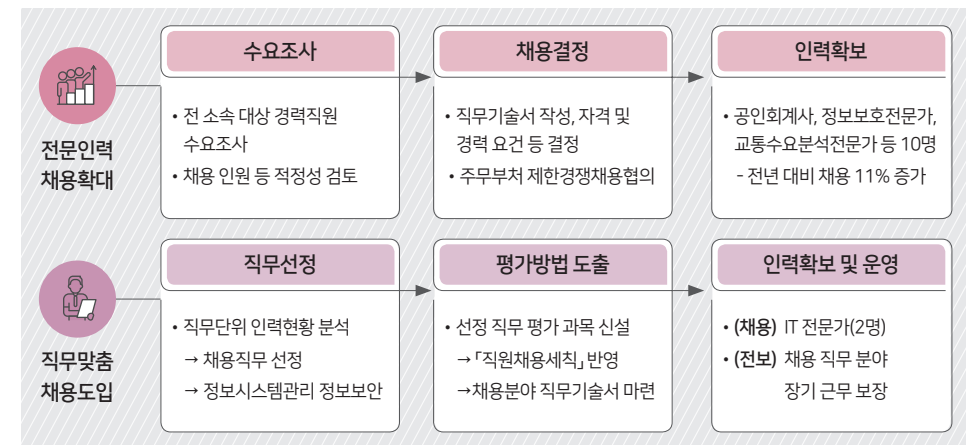 전문인력
채용확대
수요조사
• 전 소속 대상 경력직원
수요조사
• 채용 인원 등 적정성 검토
채용결정
• 직무기술서 작성, 자격 및
경력 요건 등 결정
• 주무부처 제한경쟁채용협의
인력확보
• 공인회계사, 정보보호전문가,
교통수요분석전문가 등 10명
- 전년 대비 채용 11% 증가
직무맞춤
채용도입
직무선정
• 직무단위 인력현황 분석
→ 채용직무 선정
→ 정보시스템관리 정보보안
평가방법 도출
• 선정 직무 평가 과목 신설
→「직원채용세칙」 반영
→채용분야 직무기술서 마련
인력확보 및 운영
• (채용) IT 전문가(2명)
• (전보) 채용 직무 분야
장기 근무 보장